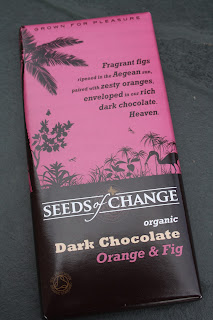 GROWN FOR PLEASURE
Fragrant figs
ripened in the Aegean sun,
paired with zesty oranges,
enveloped in our rich
dark chocolate.
Heaven.
SEEDS of CHANGE
organic
Dark Chocolate
Orange & Fig